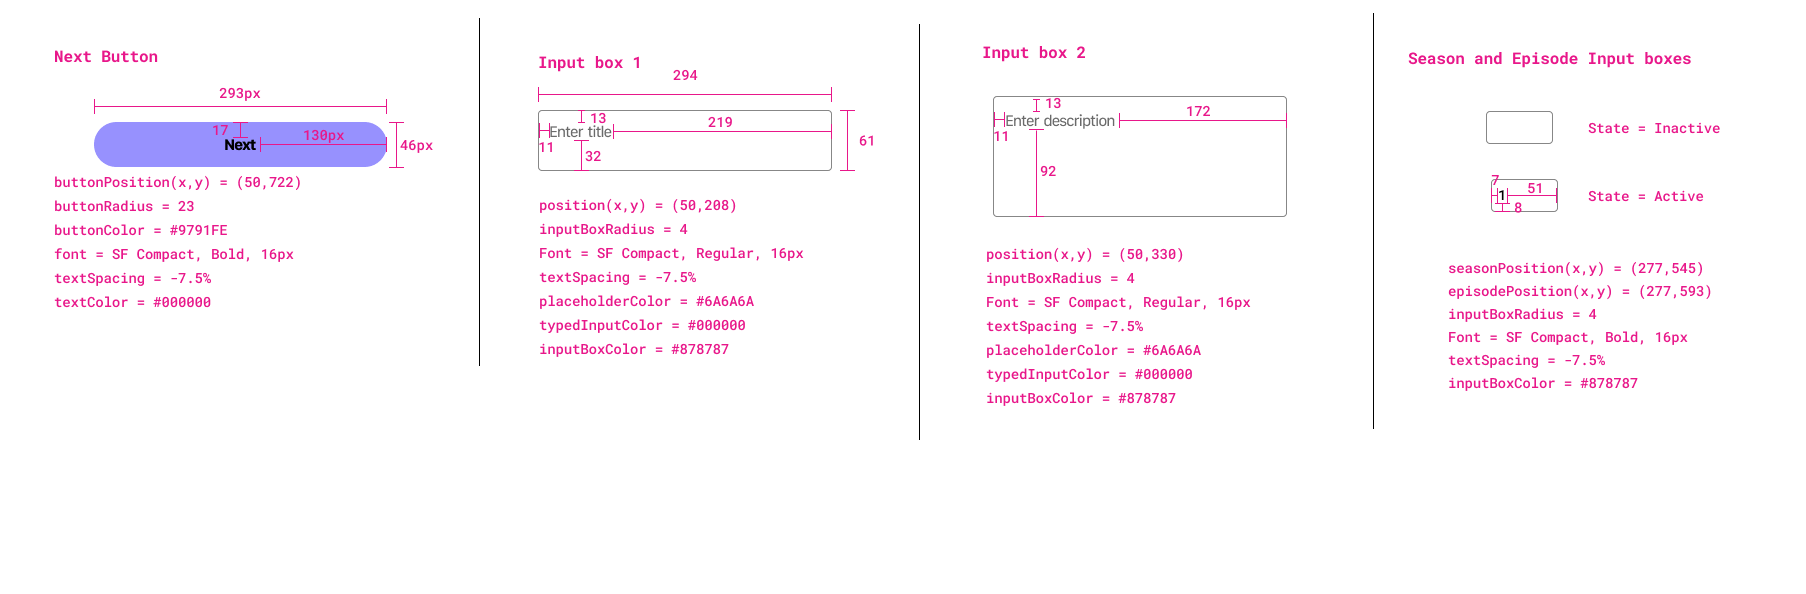 Next Button
293px
17
130px
Next
46px
buttonPosition(x,y) = (50,722)
buttonRadius = 23
buttonColor = #9791FE
font = SF Compact, Bold, 16px
textSpacing = -7.5%
textColor = #000000
Input box 1
294
13
Enter title
219
11
32
61
position(x,y) = (50,208)
inputBoxRadius = 4
Font = SF Compact, Regular, 16px
textSpacing = -7.5%
placeholderColor = #6A6A6A
typedInputColor = #000000
inputBoxColor = #878787
Input box 2
13
172
Enter description
11
92
position(x,y) = (50,330)
inputBoxRadius = 4
Font = SF Compact, Regular, 16px
textSpacing = -7.5%
placeholderColor = #6A6A6A
typedInputColor = #000000
inputBoxColor = #878787
Season and Episode Input boxes
State = Inactive
7
1
51
8
State = Active
seasonPosition(x,y) = (277,545)
episodePosition(x,y) = (277,593)
inputBoxRadius = 4
Font = SF Compact, Bold, 16px
textSpacing = -7.5%
inputBoxColor = #878787